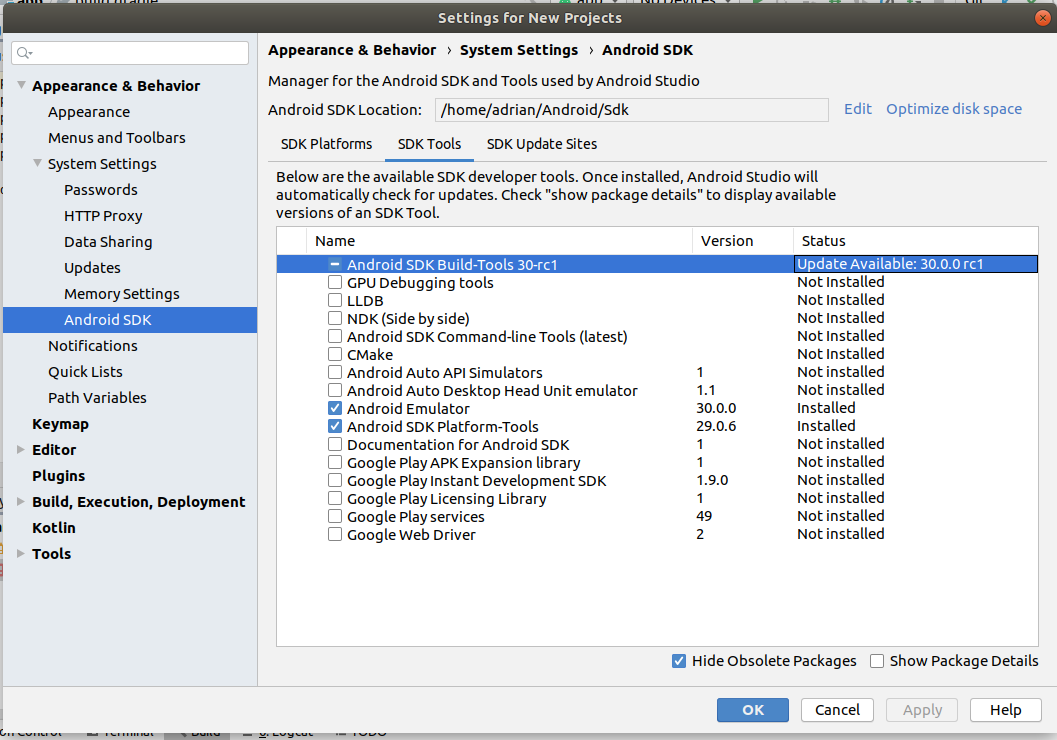 Settings for New Projects
Appearance & Behavior
Appearance
Menus and Toolbars
System Settings
Passwords
HTTP Proxy
Data Sharing
Updates
Memory Settings
Android SDK
Notifications
Quick Lists
Path Variables
Keymap
Editor
Plugins
Build, Execution, Deployment
Kotlin
Tools
Appearance & Behavior › System Settings › Android SDK
Manager for the Android SDK and Tools used by Android Studio
Android SDK Location: /home/adrian/Android/Sdk Edit Optimize disk space
SDK Platforms SDK Tools SDK Update Sites
Below are the available SDK developer tools. Once installed, Android Studio will
automatically check for updates. Check "show package details" to display available
versions of an SDK Tool.
Name Version Status
Android SDK Build-Tools 30-rc1 Update Available: 30.0.0 rc1
GPU Debugging tools Not Installed
LLDB Not Installed
NDK (Side by side) Not Installed
Android SDK Command-line Tools (latest) Not Installed
CMake Not Installed
Android Auto API Simulators 1 Not installed
Android Auto Desktop Head Unit emulator 1.1 Not installed
Android Emulator 30.0.0 Installed
Android SDK Platform-Tools 29.0.6 Installed
Documentation for Android SDK 1 Not installed
Google Play APK Expansion library 1 Not installed
Google Play Instant Development SDK 1.9.0 Not installed
Google Play Licensing Library 1 Not installed
Google Play services 49 Not installed
Google Web Driver 2 Not installed
Hide Obsolete Packages Show Package Details
OK Cancel Apply Help
Terminal Build Logcat TODO